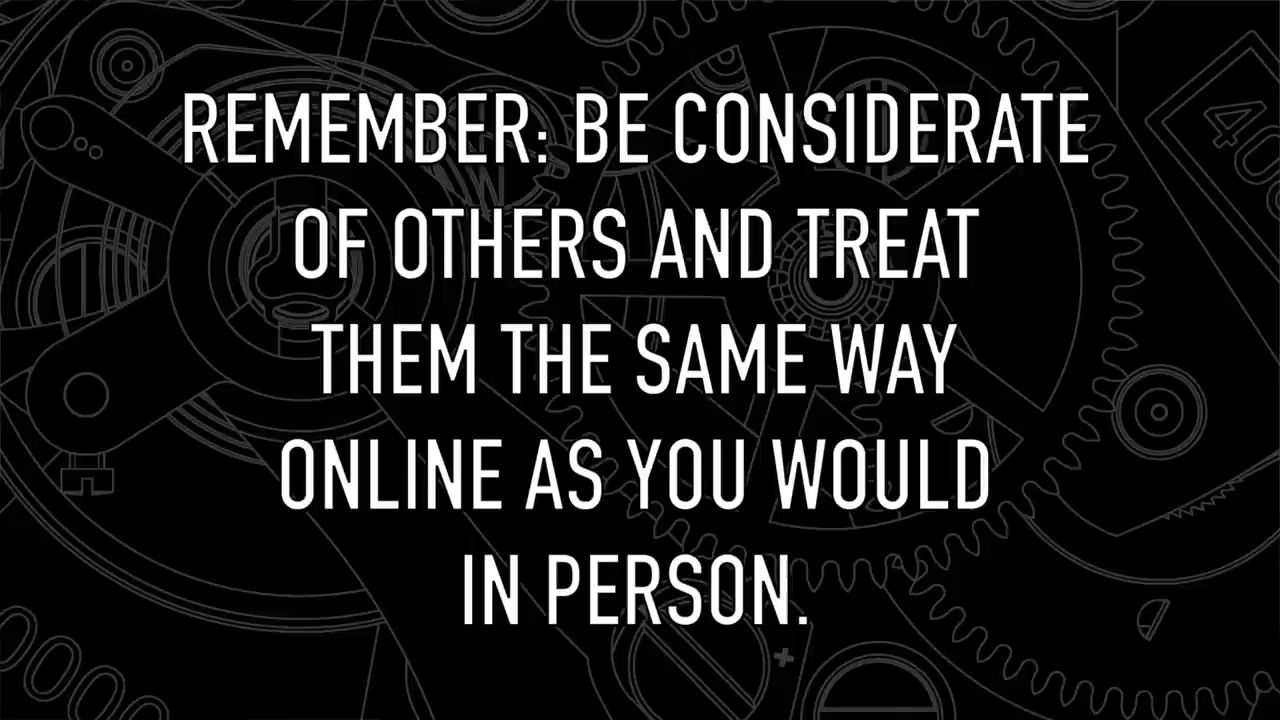 REMEMBER: BE CONSIDERATE
OF OTHERS AND TREAT
THEM THE SAME WAY
ONLINE AS YOU WOULD
IN PERSON.